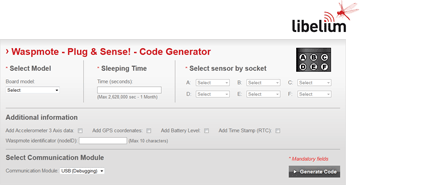 libelium
› Waspmote - Plug & Sense! - Code Generator
Select Model
Sleeping Time
Select sensor by socket
Board model
Select
Time (seconds)
(Max 2,629,000 sec - 1 Month)
A: Select
B: Select
C: Select
D: Select
E: Select
F: Select
A B C
D E F
Additional information
Add Accelerometer 3 Axis data
Add GPS coordenates
Add Battery Level
Add Time Stamp (RTC)
Waspmote identificator (nodeID):
(Max 10 characters)
Select Communication Module
* Mandatory fields
Communication Module: USB (Debugging)
Generate Code